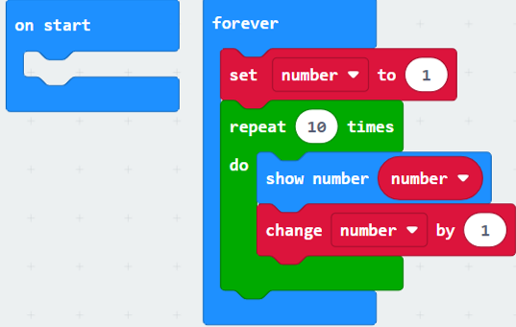 on start
forever
set number to 1
repeat 10 times
do
show number number
change number by 1